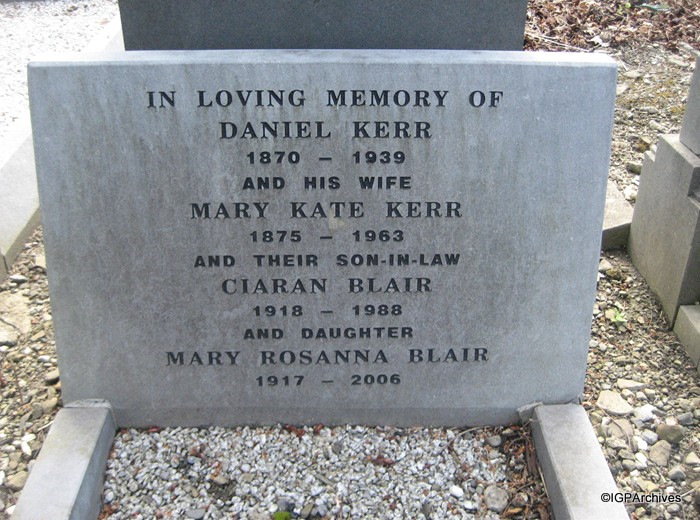 IN LOVING MEMORY OF
DANIEL KERR
1870 – 1939
AND HIS WIFE
MARY KATE KERR
1875 – 1963
AND THEIR SON-IN-LAW
CIARAN BLAIR
1918 – 1988
AND DAUGHTER
MARY ROSANNA BLAIR
1917 – 2006
©IGPArchives